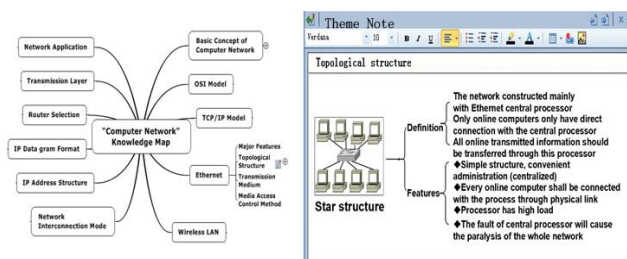 Network Application
Transmission Layer
Router Selection
IP Data gram Format
IP Address Structure
Network
Interconnection Mode
"Computer Network"
Knowledge Map
Basic Concept of
Computer Network
OSI Model
TCP/IP Model
Ethernet
Major Features
Topological
Structure
Transmission
Medium
Media Access
Control Method
Wireless LAN
Theme Note
Verdana
10
B I U
A
Topological structure
Star structure
Definition
The network constructed mainly
with Ethernet central processor
Only online computers only have direct
connection with the central processor
All online transmitted information should
be transferred through this processor
Features
◆Simple structure, convenient
administration (centralized)
◆Every online computer shall be connected
with the process through physical link
◆Processor has high load
◆The fault of central processor will cause
the paralysis of the whole network